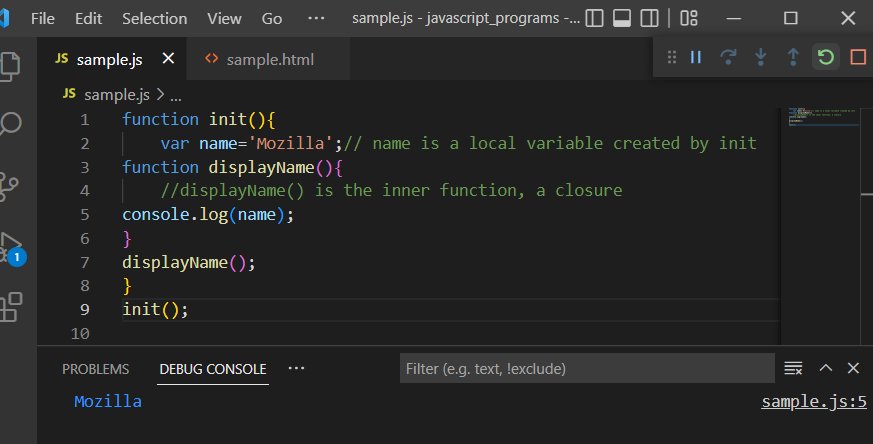 File Edit Selection View Go ··· sample.js - javascript_programs -...
JS sample.js sample.html
JS sample.js > ...
1 function init(){
2 var name='Mozilla';// name is a local variable created by init
3 function displayName(){
4 //displayName() is the inner function, a closure
5 console.log(name);
6 }
7 displayName();
8 }
9 init();
10
1
PROBLEMS DEBUG CONSOLE ··· Filter (e.g. text, !exclude)
Mozilla sample.js:5